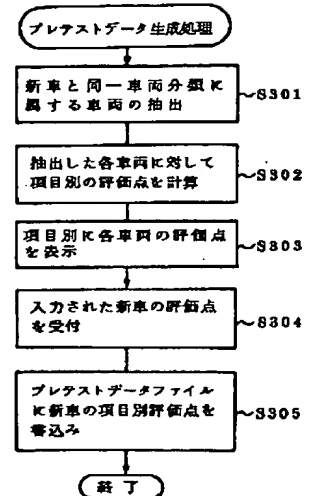 プレテストデータ生成処理
新車と同一車両分類に
属する車両の抽出
S301
抽出した各車両に対して
項目別の評価点を計算
S302
項目別に各車両の評価点
を表示
S303
入力された新車の評価点
を受付
S304
プレテストデータファイル
に新車の項目別評価点を
書込み
S305
終了